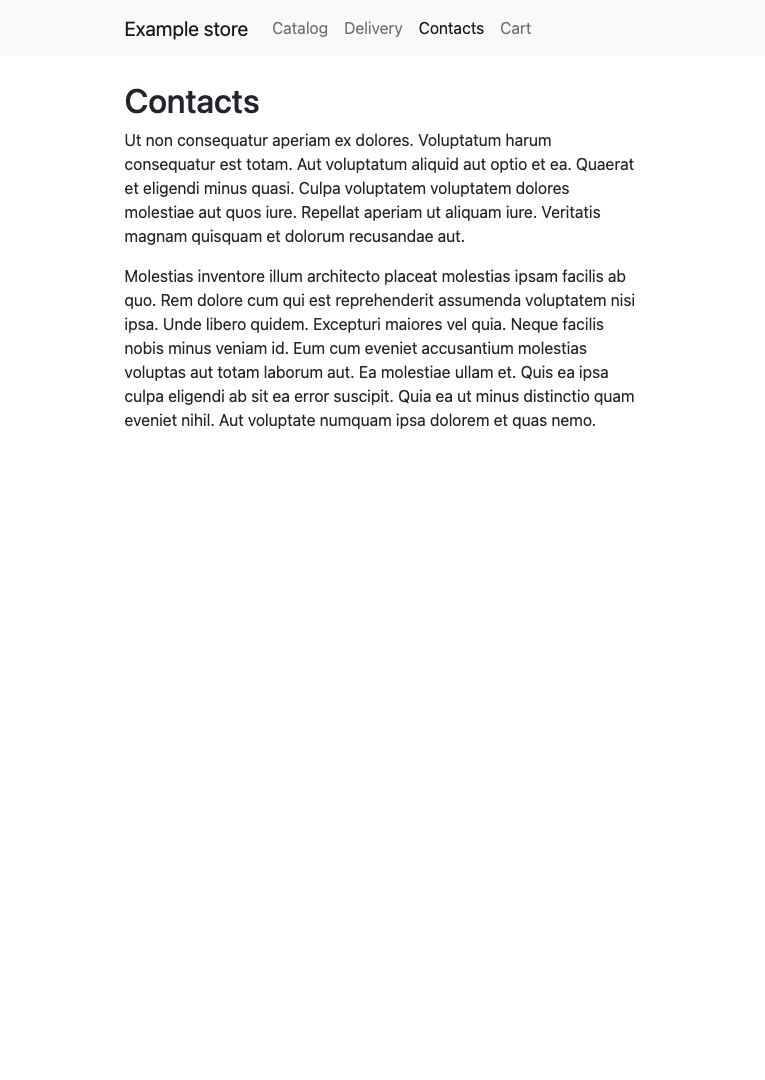 Example store Catalog Delivery Contacts Cart
Contacts
Ut non consequatur aperiam ex dolores. Voluptatum harum
consequatur est totam. Aut voluptatum aliquid aut optio et ea. Quaerat
et eligendi minus quasi. Culpa voluptatem voluptatem dolores
molestiae aut quos iure. Repellat aperiam ut aliquam iure. Veritatis
magnam quisquam et dolorum recusandae aut.
Molestias inventore illum architecto placeat molestias ipsam facilis ab
quo. Rem dolore cum qui est reprehenderit assumenda voluptatem nisi
ipsa. Unde libero quidem. Excepturi maiores vel quia. Neque facilis
nobis minus veniam id. Eum cum eveniet accusantium molestias
voluptas aut totam laborum aut. Ea molestiae ullam et. Quis ea ipsa
culpa eligendi ab sit ea error suscipit. Quia ea ut minus distinctio quam
eveniet nihil. Aut voluptate numquam ipsa dolorem et quas nemo.